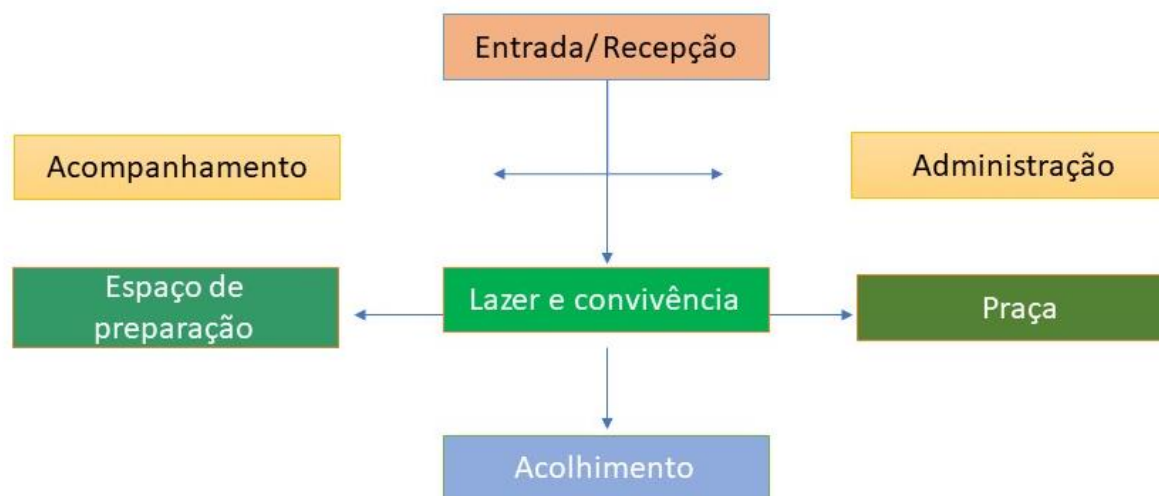 Entrada/ Recepção
Acompanhamento
Administração
Espaço de
preparação
Lazer e convivência
Praça
Acolhimento